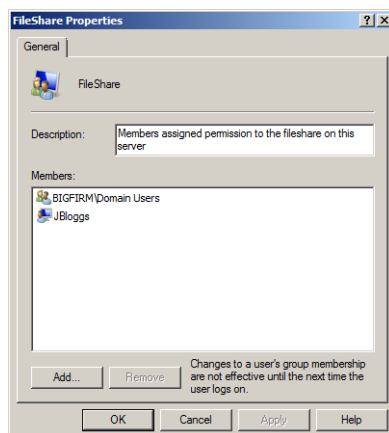 FileShare Properties
General
FileShare
Description:
Members assigned permission to the fileshare on this
server
Members:
BIGFIRM\Domain Users
JBloggs
Add...
Remove
Changes to a user's group membership
are not effective until the next time the
user logs on.
OK
Cancel
Apply
Help